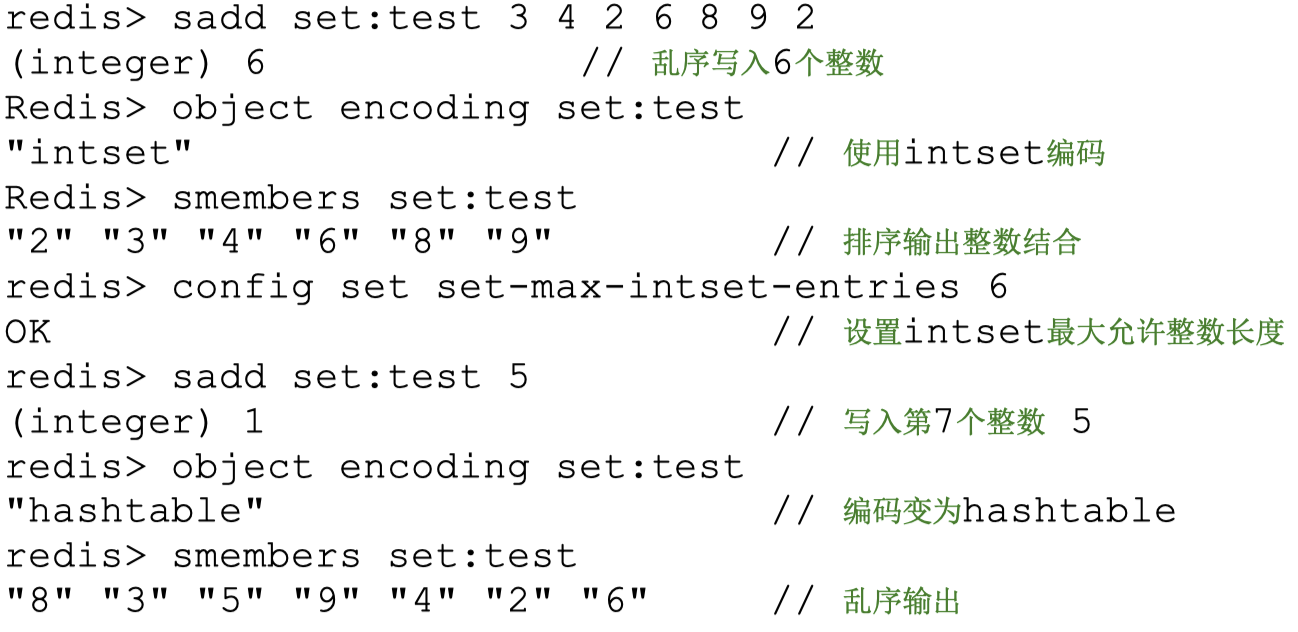 redis> sadd set:test 3 4 2 6 8 9 2
(integer) 6 // 乱序写入6个整数
Redis> object encoding set:test
"intset" // 使用intset编码
Redis> smembers set:test
"2" "3" "4" "6" "8" "9" // 排序输出整数结合
redis> config set set-max-intset-entries 6
OK // 设置intset最大允许整数长度
redis> sadd set:test 5
(integer) 1 // 写入第7个整数 5
redis> object encoding set:test
"hashtable" // 编码变为hashtable
redis> smembers set:test
"8" "3" "5" "9" "4" "2" "6" // 乱序输出